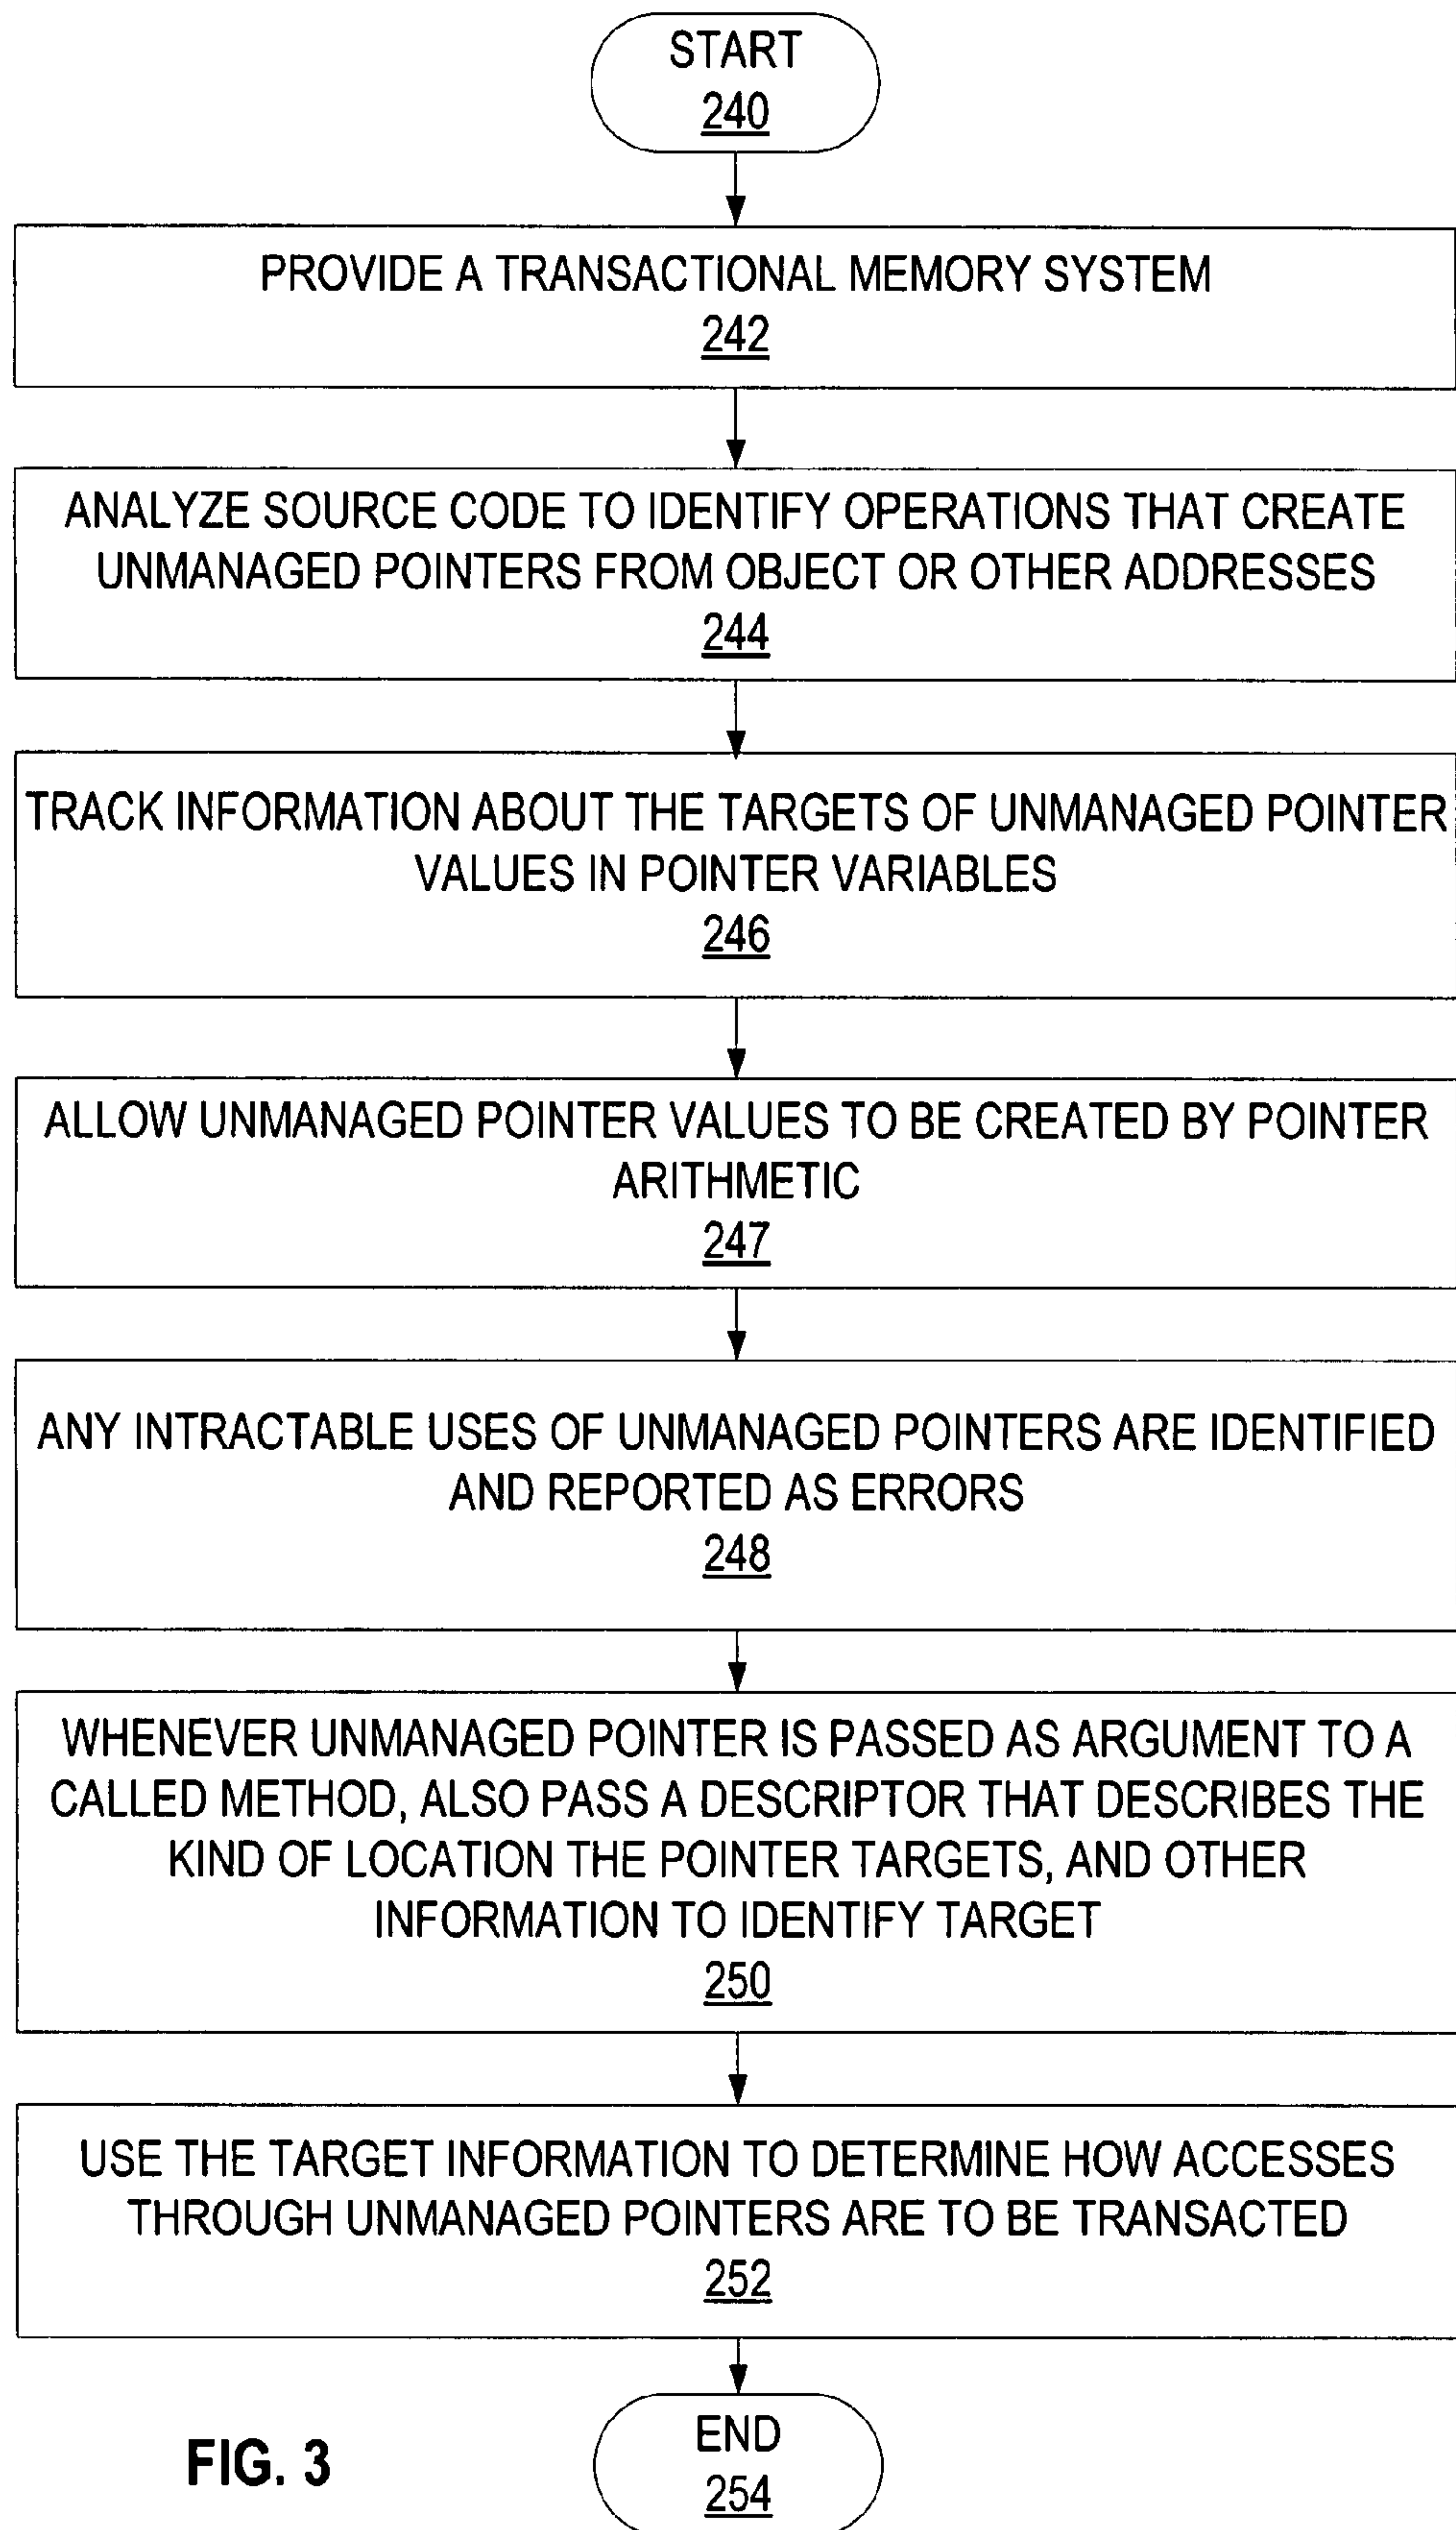 START
240
PROVIDE A TRANSACTIONAL MEMORY SYSTEM
242
ANALYZE SOURCE CODE TO IDENTIFY OPERATIONS THAT CREATE
UNMANAGED POINTERS FROM OBJECT OR OTHER ADDRESSES
244
TRACK INFORMATION ABOUT THE TARGETS OF UNMANAGED POINTER
VALUES IN POINTER VARIABLES
246
ALLOW UNMANAGED POINTER VALUES TO BE CREATED BY POINTER
ARITHMETIC
247
ANY INTRACTABLE USES OF UNMANAGED POINTERS ARE IDENTIFIED
AND REPORTED AS ERRORS
248
WHENEVER UNMANAGED POINTER IS PASSED AS ARGUMENT TO A
CALLED METHOD, ALSO PASS A DESCRIPTOR THAT DESCRIBES THE
KIND OF LOCATION THE POINTER TARGETS, AND OTHER
INFORMATION TO IDENTIFY TARGET
250
USE THE TARGET INFORMATION TO DETERMINE HOW ACCESSES
THROUGH UNMANAGED POINTERS ARE TO BE TRANSACTED
252
END
254
FIG. 3